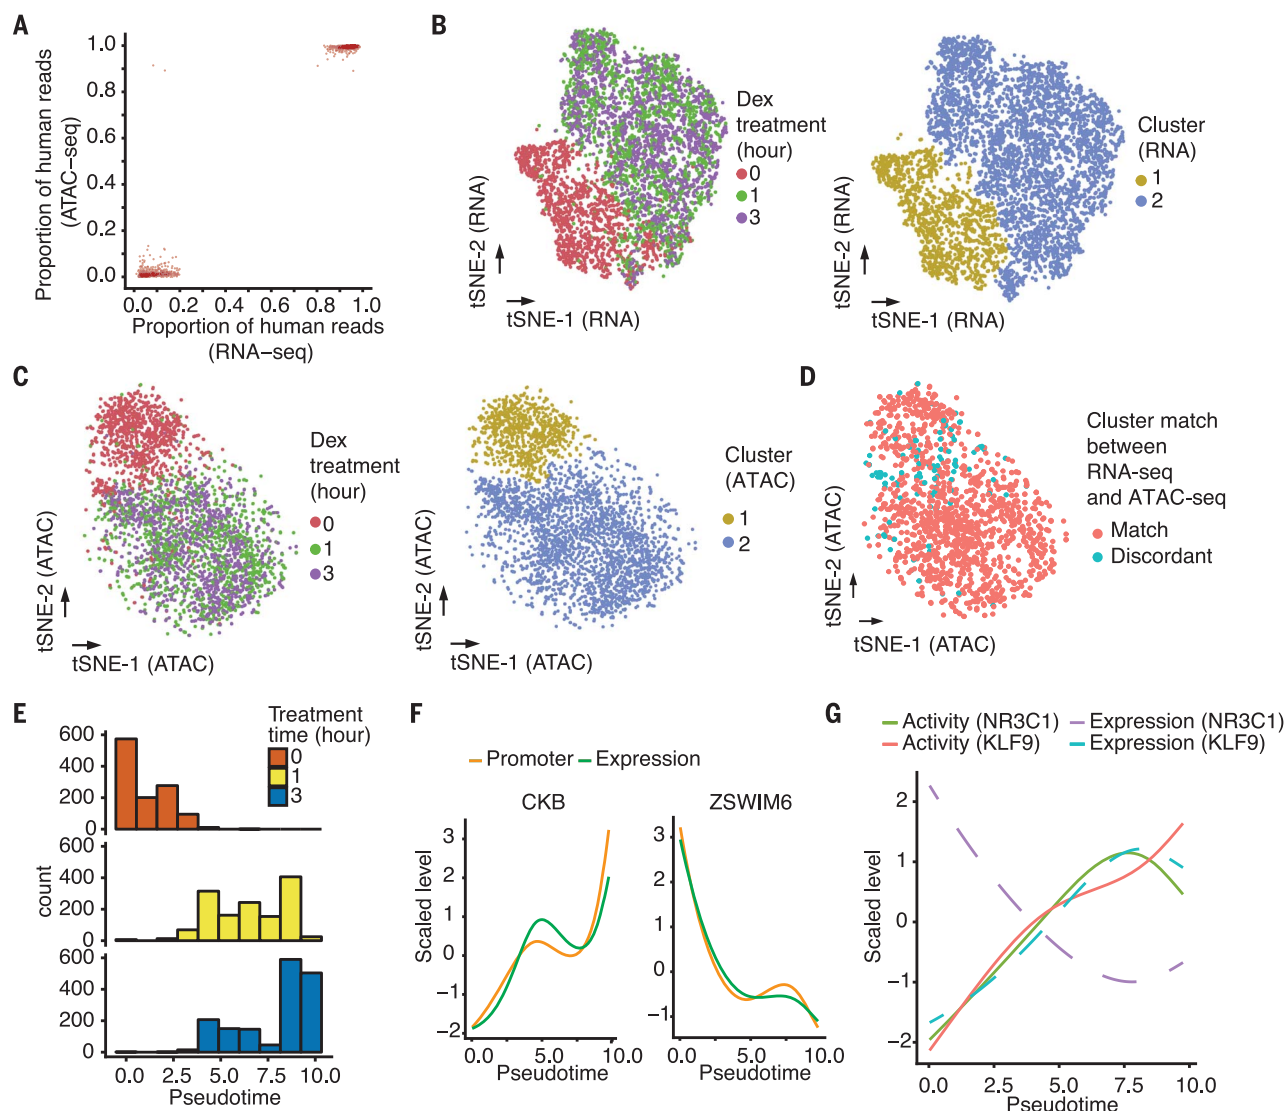 A
Proportion of human reads
(ATAC−seq)
1.0
0.8
0.6
0.4
0.2
0.0
0.0 0.2 0.4 0.6 0.8 1.0
Proportion of human reads
(RNA−seq)
B
tSNE-2 (RNA)
tSNE-1 (RNA)
Dex
treatment
(hour)
0
1
3
tSNE-2 (RNA)
tSNE-1 (RNA)
Cluster
(RNA)
1
2
C
tSNE-2 (ATAC)
tSNE-1 (ATAC)
Dex
treatment
(hour)
0
1
3
tSNE-2 (ATAC)
tSNE-1 (ATAC)
Cluster
(ATAC)
1
2
D
tSNE-2 (ATAC)
tSNE-1 (ATAC)
Cluster match
between
RNA-seq
and ATAC-seq
Match
Discordant
E
Treatment
time (hour)
0
1
3
count
600
400
200
0
600
400
200
0
600
400
200
0
0.0 2.5 5.0 7.5 10.0
Pseudotime
F
Promoter Expression
CKB
Scaled level
3
2
1
0
−1
−2
0.0 5.0 10.0
ZSWIM6
3
2
1
0
−1
0.0 5.0 10.0
Pseudotime
G
Activity (NR3C1) Expression (NR3C1)
Activity (KLF9) Expression (KLF9)
Scaled level
2
1
0
−1
−2
0.0 2.5 5.0 7.5 10.0
Pseudotime